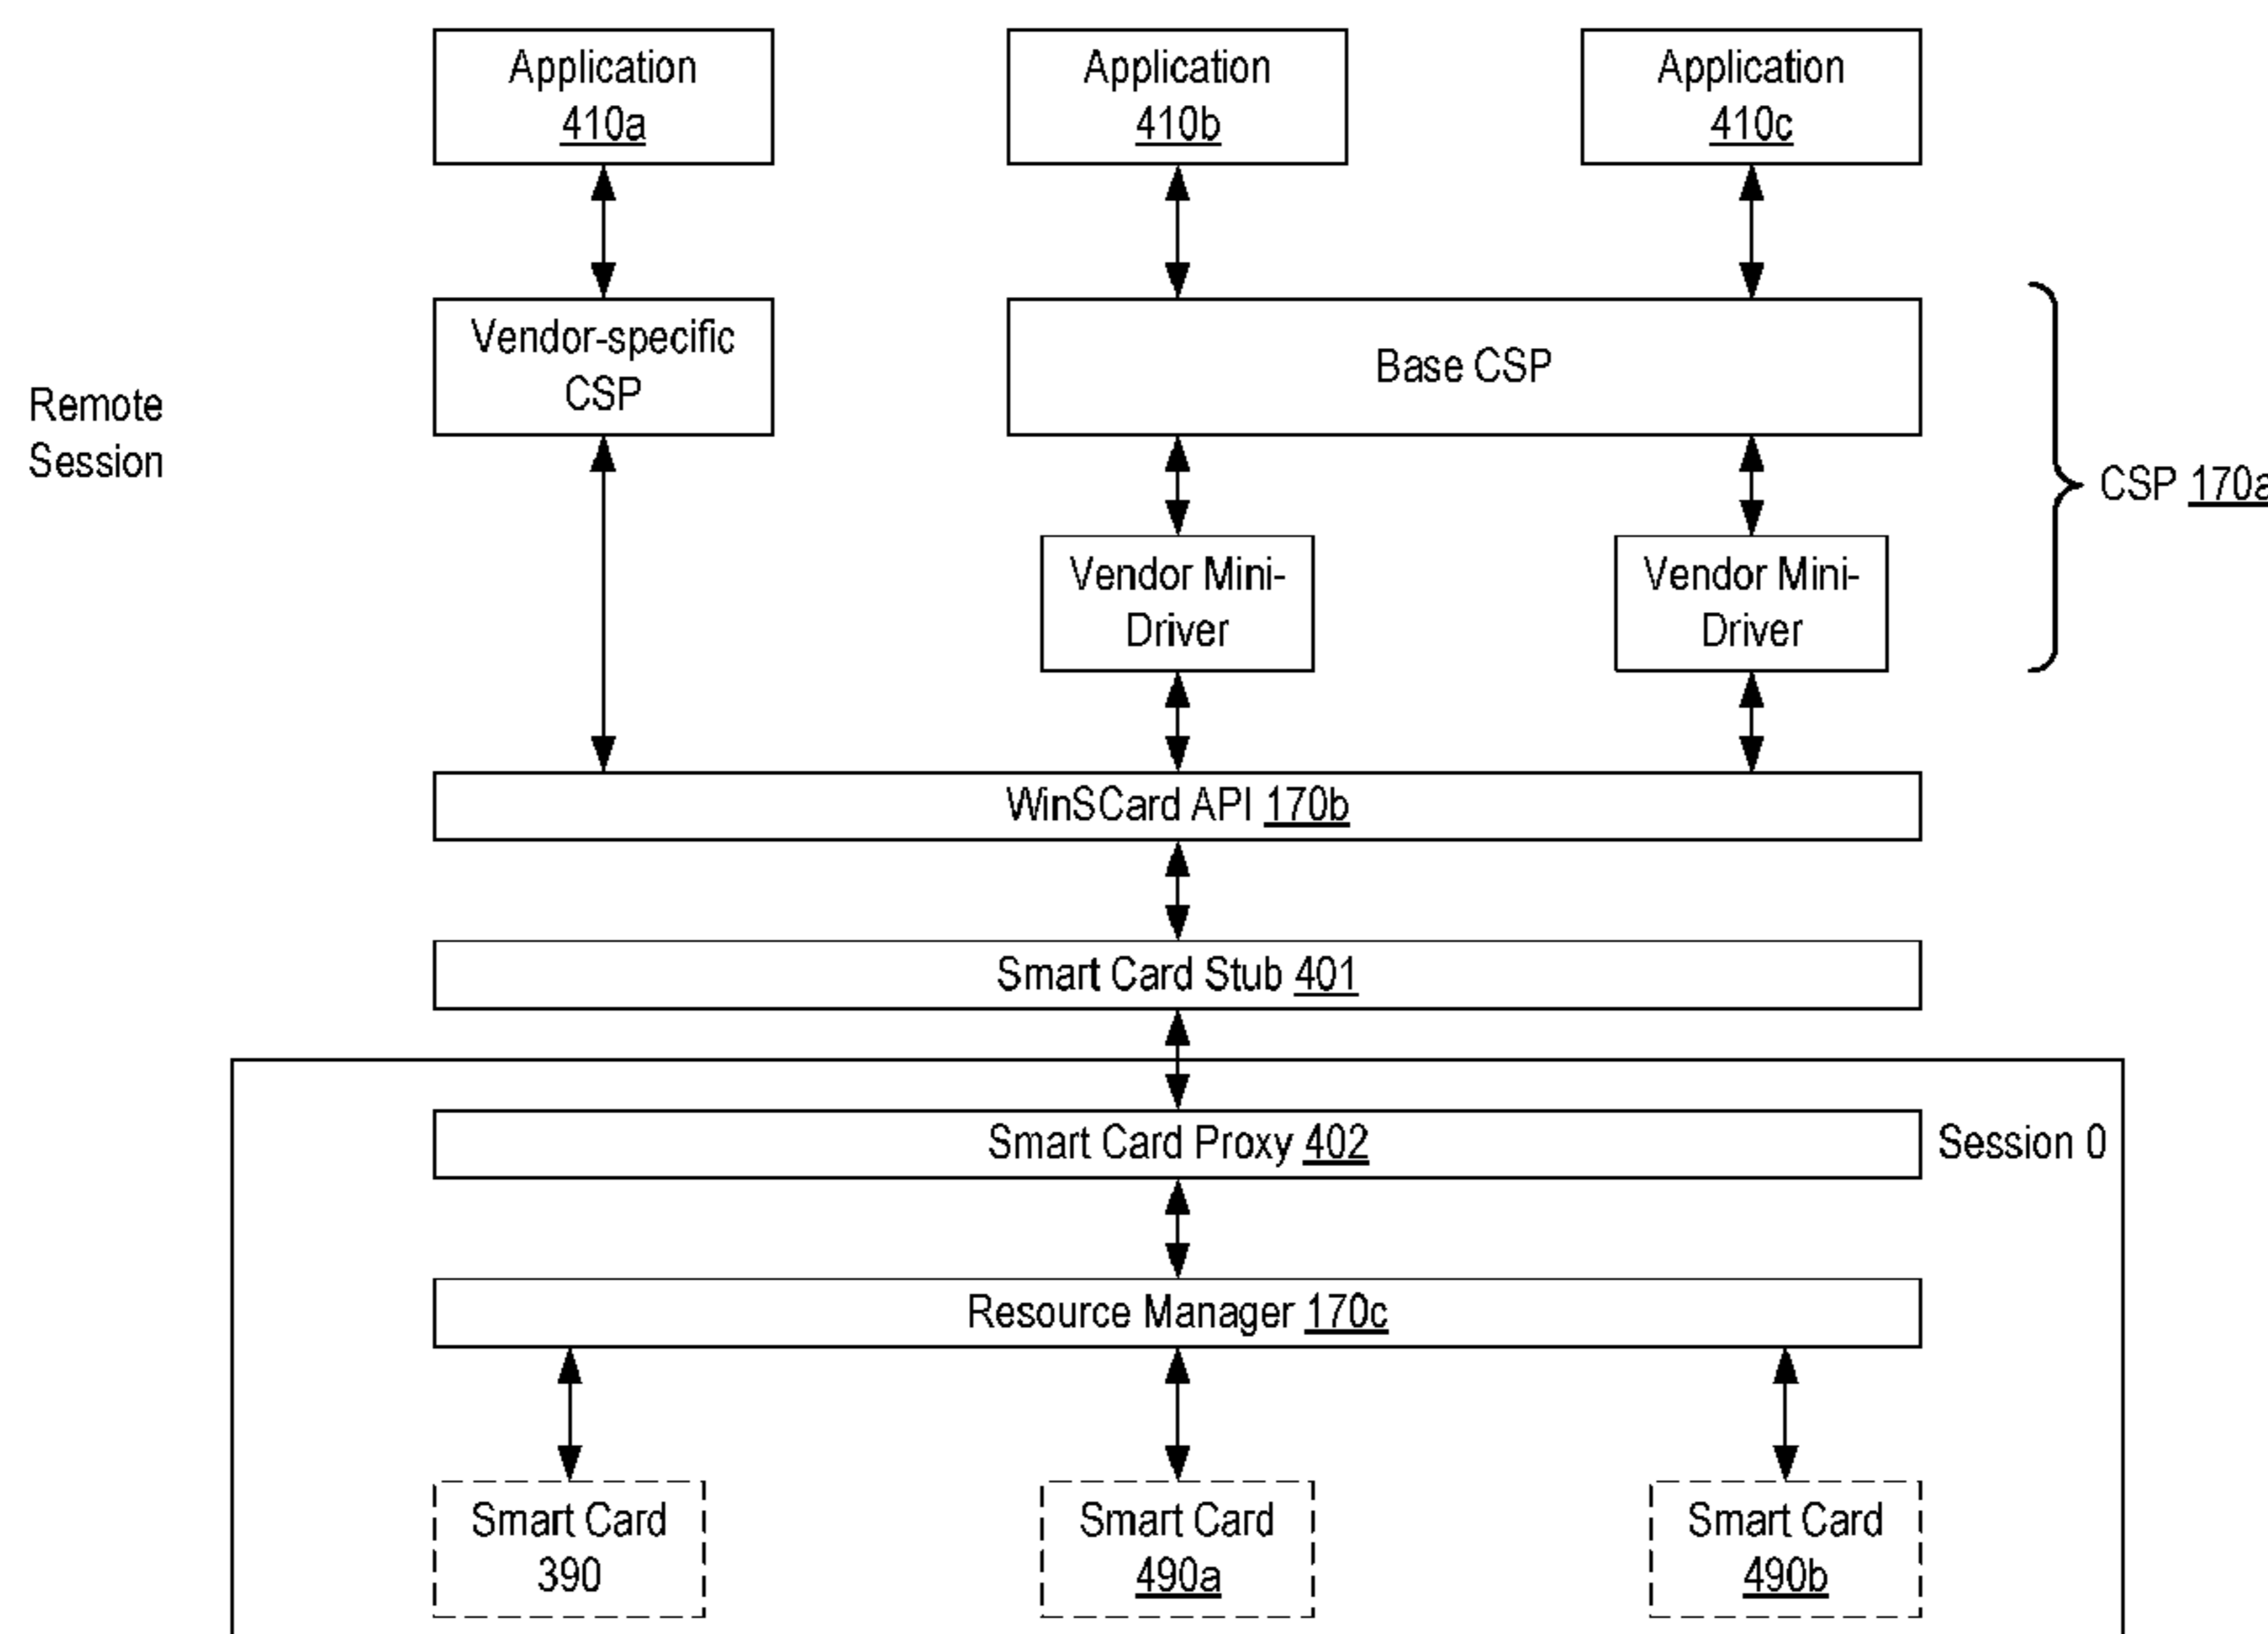 Application
410a
Application
410b
Application
410c
Vendor-specific
CSP
Base CSP
Remote
Session
CSP 170a
Vendor Mini-
Driver
Vendor Mini-
Driver
WinSCard API 170b
Smart Card Stub 401
Smart Card Proxy 402
Session 0
Resource Manager 170c
Smart Card
390
Smart Card
490a
Smart Card
490b